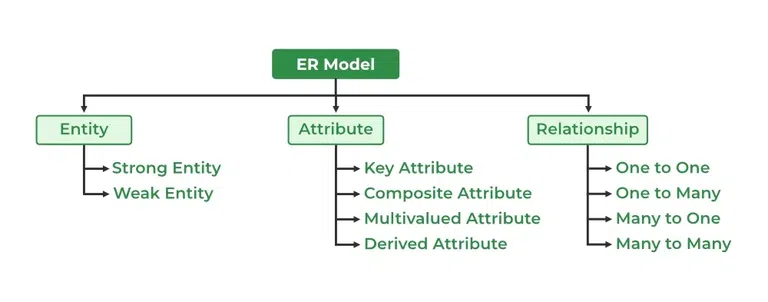 ER Model
Entity
Strong Entity
Weak Entity
Attribute
Key Attribute
Composite Attribute
Multivalued Attribute
Derived Attribute
Relationship
One to One
One to Many
Many to One
Many to Many